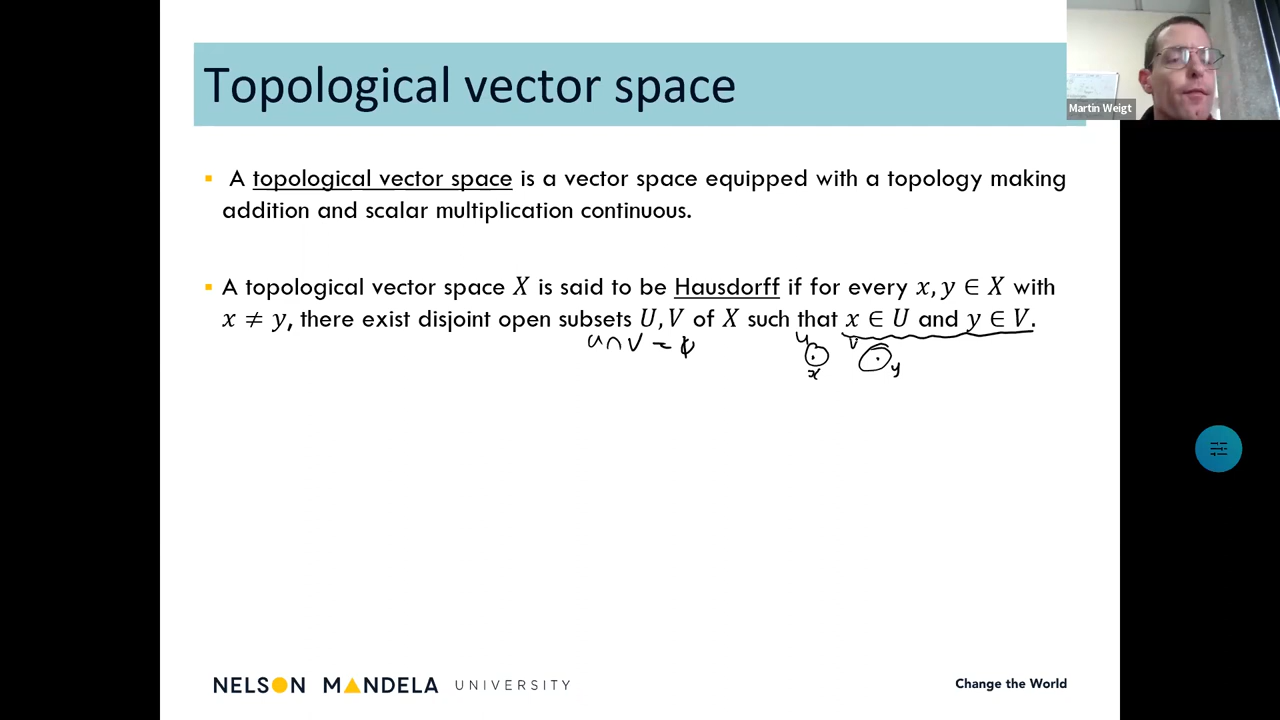 Topological vector space
Martin Weigt
▪ A topological vector space is a vector space equipped with a topology making
addition and scalar multiplication continuous.
▪ A topological vector space X is said to be Hausdorff if for every x, y ∈ X with
x ≠ y, there exist disjoint open subsets U, V of X such that x ∈ U and y ∈ V.
U ∩ V = ϕ
U V
x y
NELSON MANDELA UNIVERSITY
Change the World